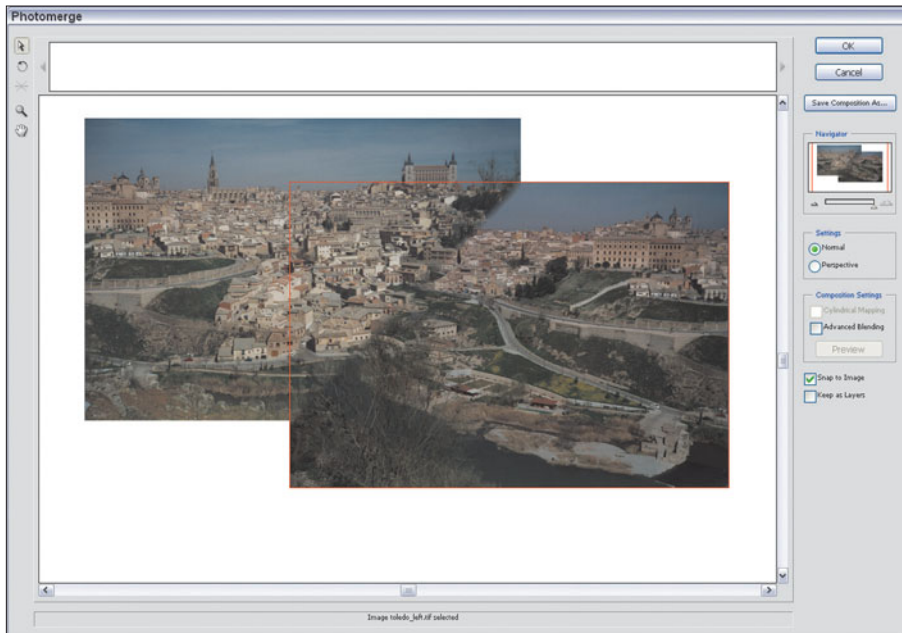 Photomerge
OK
Cancel
Save Composition As...
Navigator
Settings
Normal
Perspective
Composition Settings
Cylindrical Mapping
Advanced Blending
Preview
Snap to Image
Keep as Layers
Image toledo_left.tif selected